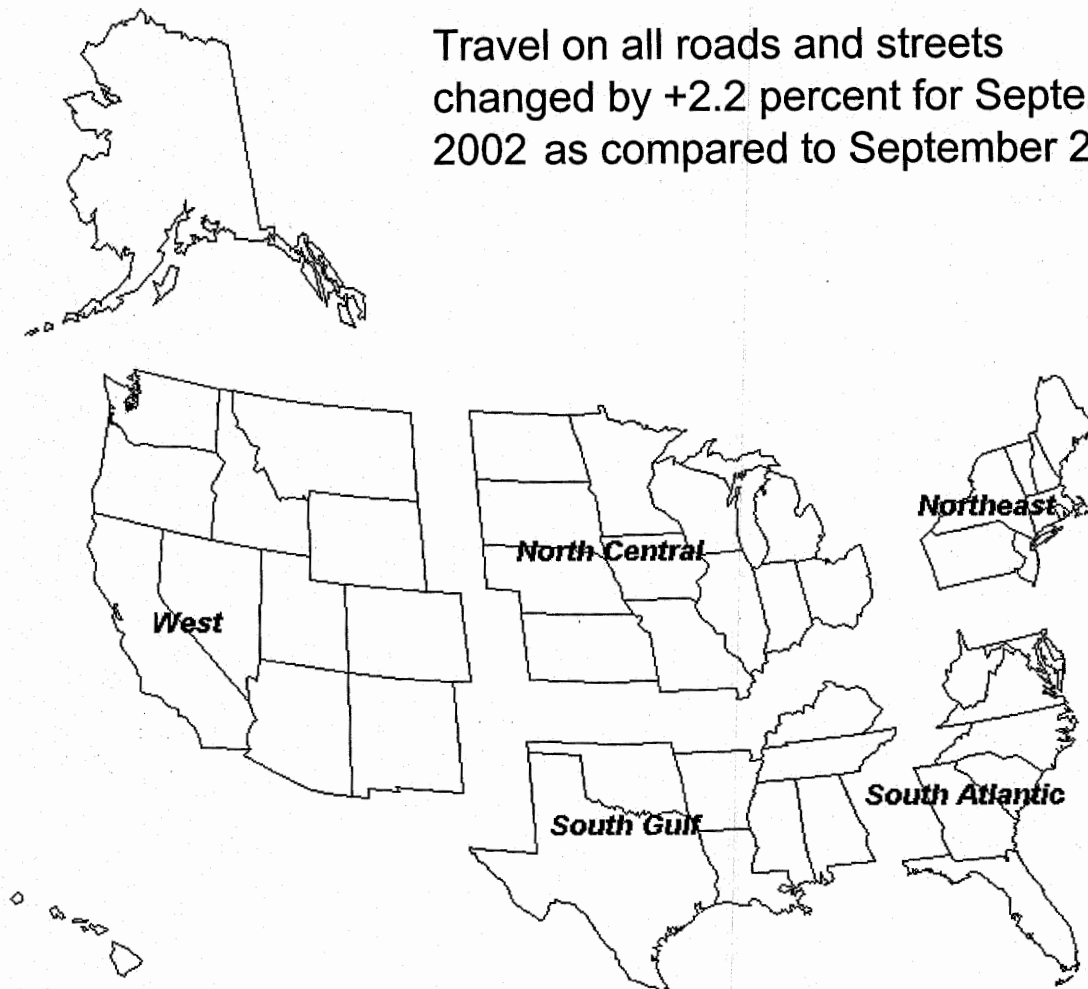 Travel on all roads and streets
changed by +2.2 percent for Septe
2002 as compared to September 2
Northeast
North Central
West
South Atlantic
South Gulf